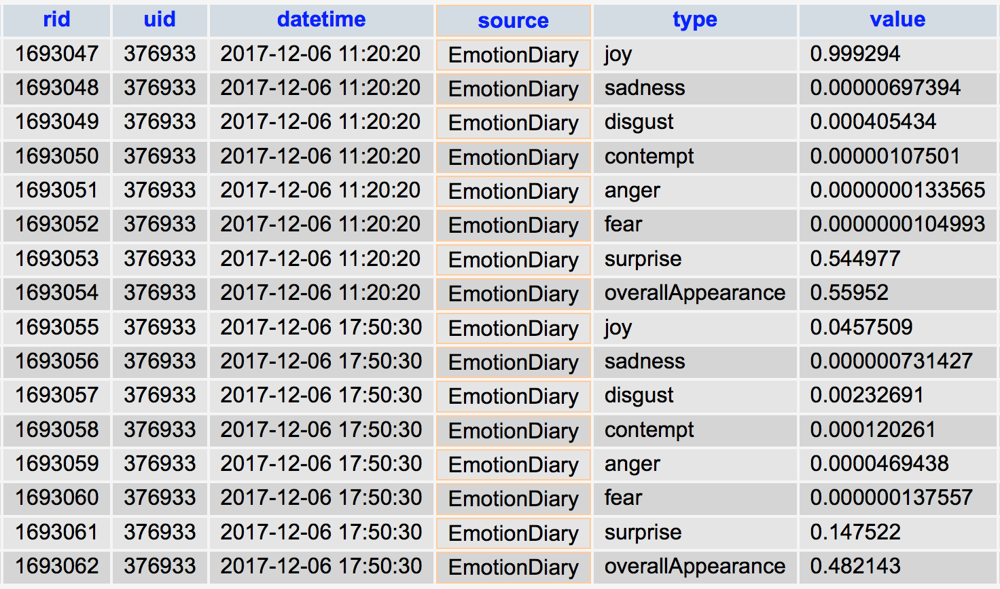 rid uid datetime source type value
1693047 376933 2017-12-06 11:20:20 EmotionDiary joy 0.999294
1693048 376933 2017-12-06 11:20:20 EmotionDiary sadness 0.00000697394
1693049 376933 2017-12-06 11:20:20 EmotionDiary disgust 0.000405434
1693050 376933 2017-12-06 11:20:20 EmotionDiary contempt 0.00000107501
1693051 376933 2017-12-06 11:20:20 EmotionDiary anger 0.0000000133565
1693052 376933 2017-12-06 11:20:20 EmotionDiary fear 0.0000000104993
1693053 376933 2017-12-06 11:20:20 EmotionDiary surprise 0.544977
1693054 376933 2017-12-06 11:20:20 EmotionDiary overallAppearance 0.55952
1693055 376933 2017-12-06 17:50:30 EmotionDiary joy 0.0457509
1693056 376933 2017-12-06 17:50:30 EmotionDiary sadness 0.000000731427
1693057 376933 2017-12-06 17:50:30 EmotionDiary disgust 0.00232691
1693058 376933 2017-12-06 17:50:30 EmotionDiary contempt 0.000120261
1693059 376933 2017-12-06 17:50:30 EmotionDiary anger 0.0000469438
1693060 376933 2017-12-06 17:50:30 EmotionDiary fear 0.000000137557
1693061 376933 2017-12-06 17:50:30 EmotionDiary surprise 0.147522
1693062 376933 2017-12-06 17:50:30 EmotionDiary overallAppearance 0.482143